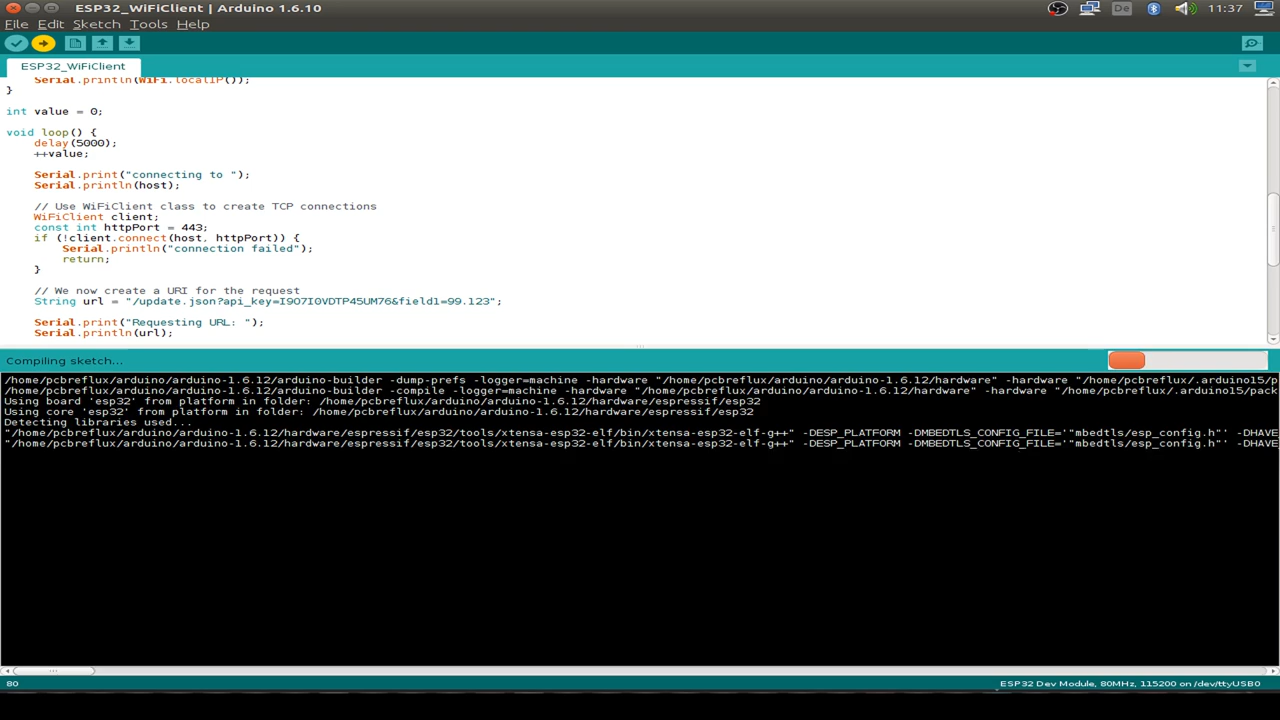 ESP32_WiFiClient | Arduino 1.6.10
De
11:37
File Edit Sketch Tools Help
ESP32_WiFiClient
Serial.println(WiFi.localIP());
}
int value = 0;
void loop() {
delay(5000);
++value;
Serial.print("connecting to ");
Serial.println(host);
// Use WiFiClient class to create TCP connections
WiFiClient client;
const int httpPort = 443;
if (!client.connect(host, httpPort)) {
Serial.println("connection failed");
return;
}
// We now create a URI for the request
String url = "/update.json?api_key=I9O7I0VDTP45UM76&field1=99.123";
Serial.print("Requesting URL: ");
Serial.println(url);
Compiling sketch...
/home/pcbreflux/arduino/arduino-1.6.12/arduino-builder -dump-prefs -logger=machine -hardware "/home/pcbreflux/arduino/arduino-1.6.12/hardware" -hardware "/home/pcbreflux/.arduino15/p
/home/pcbreflux/arduino/arduino-1.6.12/arduino-builder -compile -logger=machine -hardware "/home/pcbreflux/arduino/arduino-1.6.12/hardware" -hardware "/home/pcbreflux/.arduino15/pack
Using board 'esp32' from platform in folder: /home/pcbreflux/arduino/arduino-1.6.12/hardware/espressif/esp32
Using core 'esp32' from platform in folder: /home/pcbreflux/arduino/arduino-1.6.12/hardware/espressif/esp32
Detecting libraries used...
"/home/pcbreflux/arduino/arduino-1.6.12/hardware/espressif/esp32/tools/xtensa-esp32-elf/bin/xtensa-esp32-elf-g++" -DESP_PLATFORM -DMBEDTLS_CONFIG_FILE='"mbedtls/esp_config.h"' -DHAVE
"/home/pcbreflux/arduino/arduino-1.6.12/hardware/espressif/esp32/tools/xtensa-esp32-elf/bin/xtensa-esp32-elf-g++" -DESP_PLATFORM -DMBEDTLS_CONFIG_FILE='"mbedtls/esp_config.h"' -DHAVE
80
ESP32 Dev Module, 80MHz, 115200 on /dev/ttyUSB0